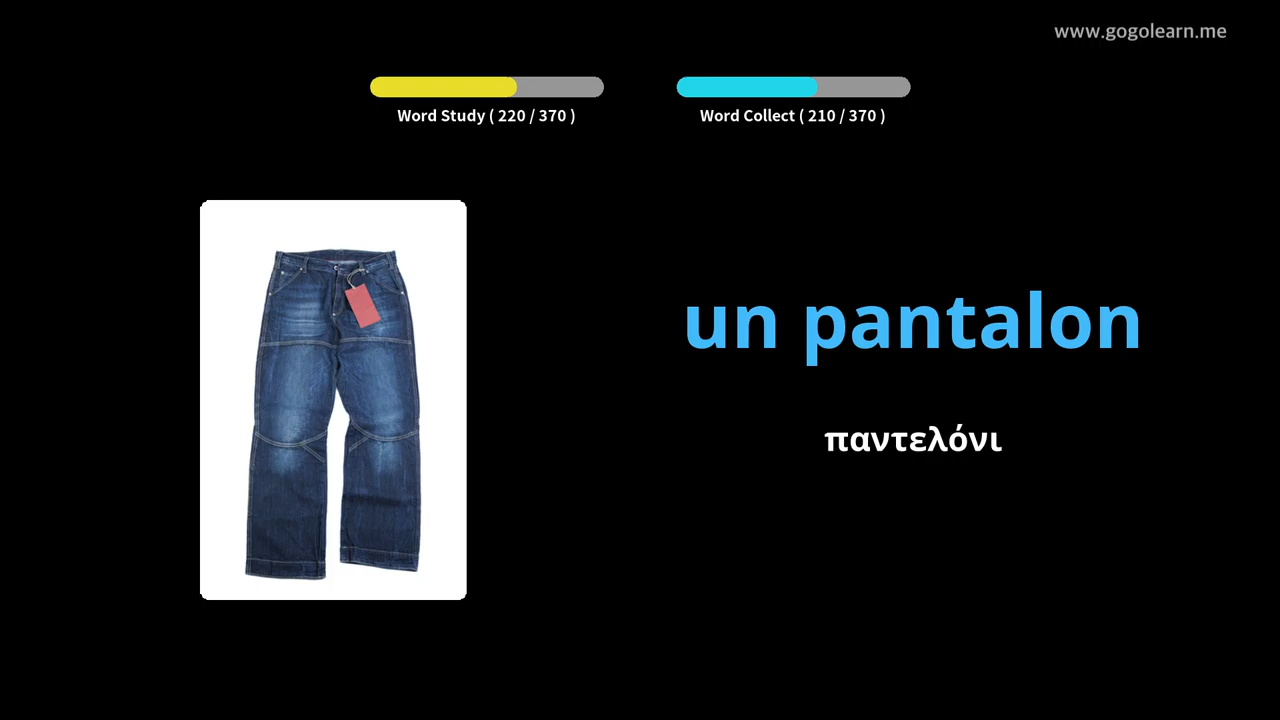 www.gogolearn.me
Word Study ( 220 / 370 )
Word Collect ( 210 / 370 )
un pantalon
παντελόνι